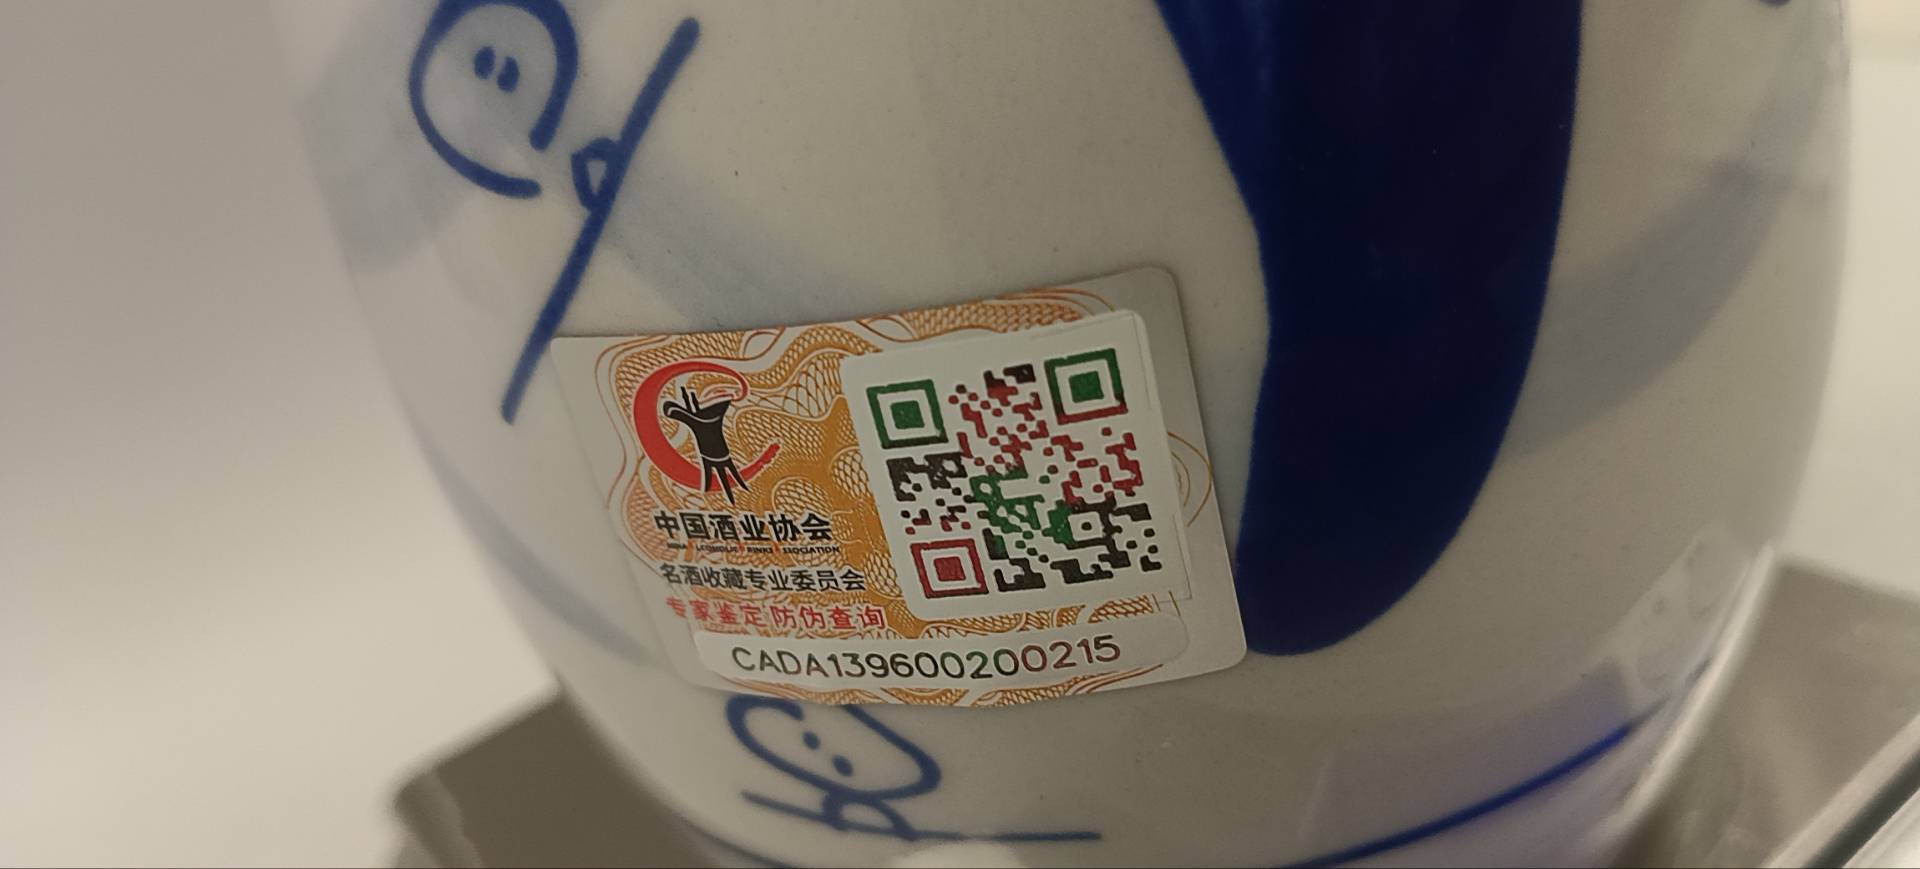 中国酒业协会
名酒收藏专业委员会
专家鉴定 防伪查询
CADA139600200215